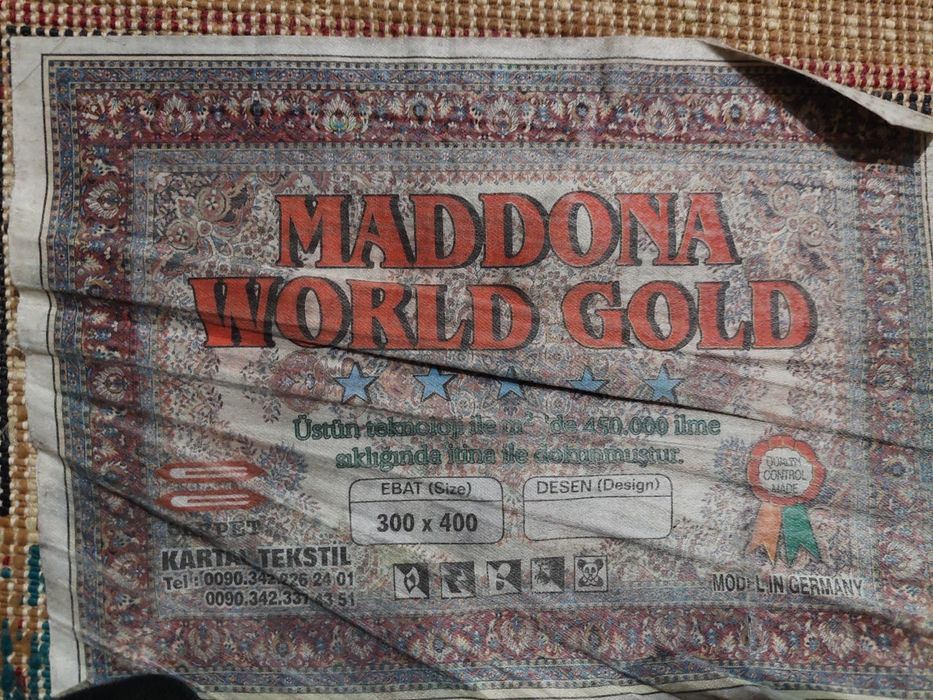 MADDONA
WORLD GOLD
Üstün teknoloji ile m² 'de 450.000 ilme
sıklığında itina ile dokunmuştur.
EBAT (Size)
300 x 400
DESEN (Design)
QUALITY
CONTROL
MADE
KARTAL TEKSTİL
Tel : 0090.342.226 24 01
0090.342.337 43 51
MODEL IN GERMANY